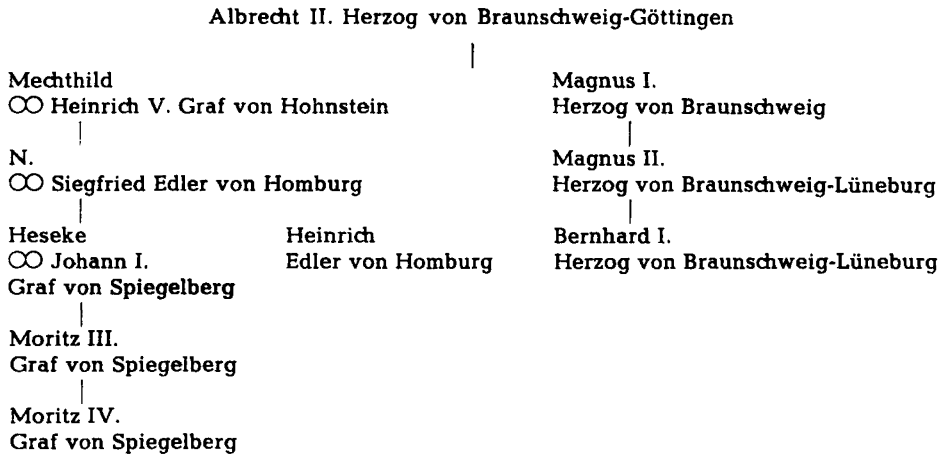 Albrecht II. Herzog von Braunschweig-Göttingen
Mechthild
⚭ Heinrich V. Graf von Hohnstein
N.
⚭ Siegfried Edler von Homburg
Heseke
⚭ Johann I.
Graf von Spiegelberg
Moritz III.
Graf von Spiegelberg
Moritz IV.
Graf von Spiegelberg
Heinrich
Edler von Homburg
Magnus I.
Herzog von Braunschweig
Magnus II.
Herzog von Braunschweig-Lüneburg
Bernhard I.
Herzog von Braunschweig-Lüneburg